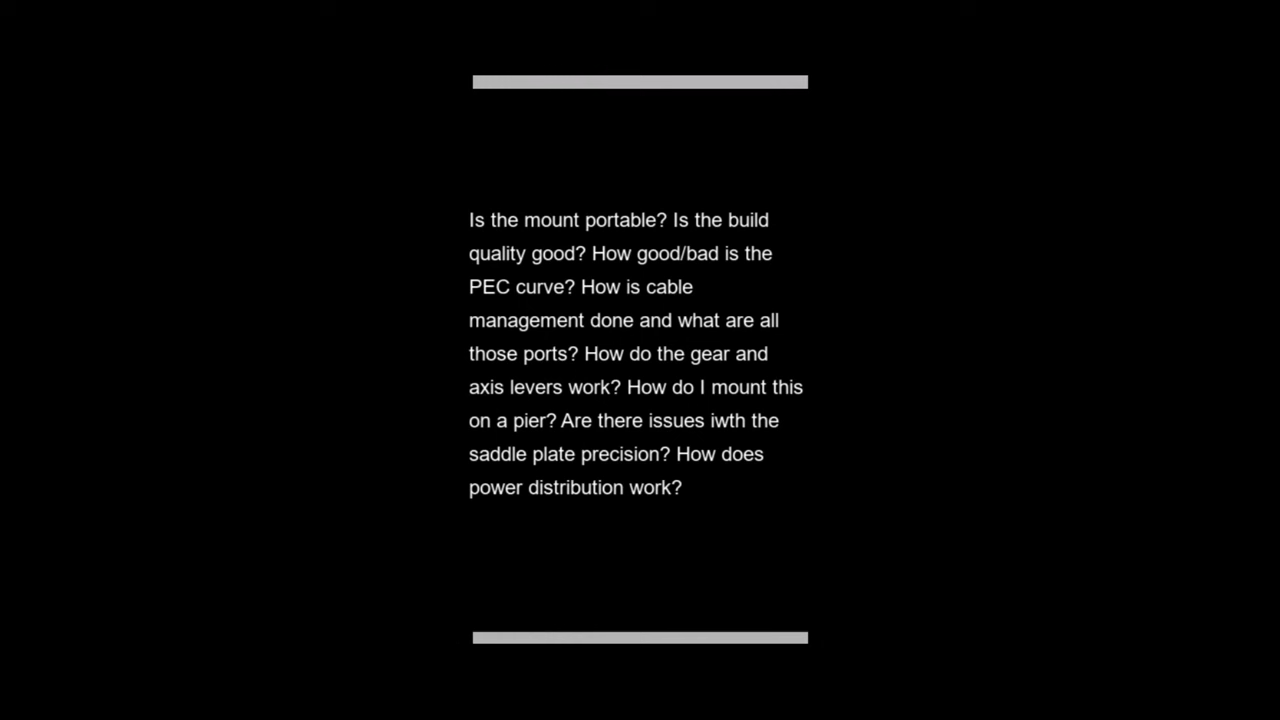 Is the mount portable? Is the build
quality good? How good/bad is the
PEC curve? How is cable
management done and what are all
those ports? How do the gear and
axis levers work? How do I mount this
on a pier? Are there issues iwth the
saddle plate precision? How does
power distribution work?